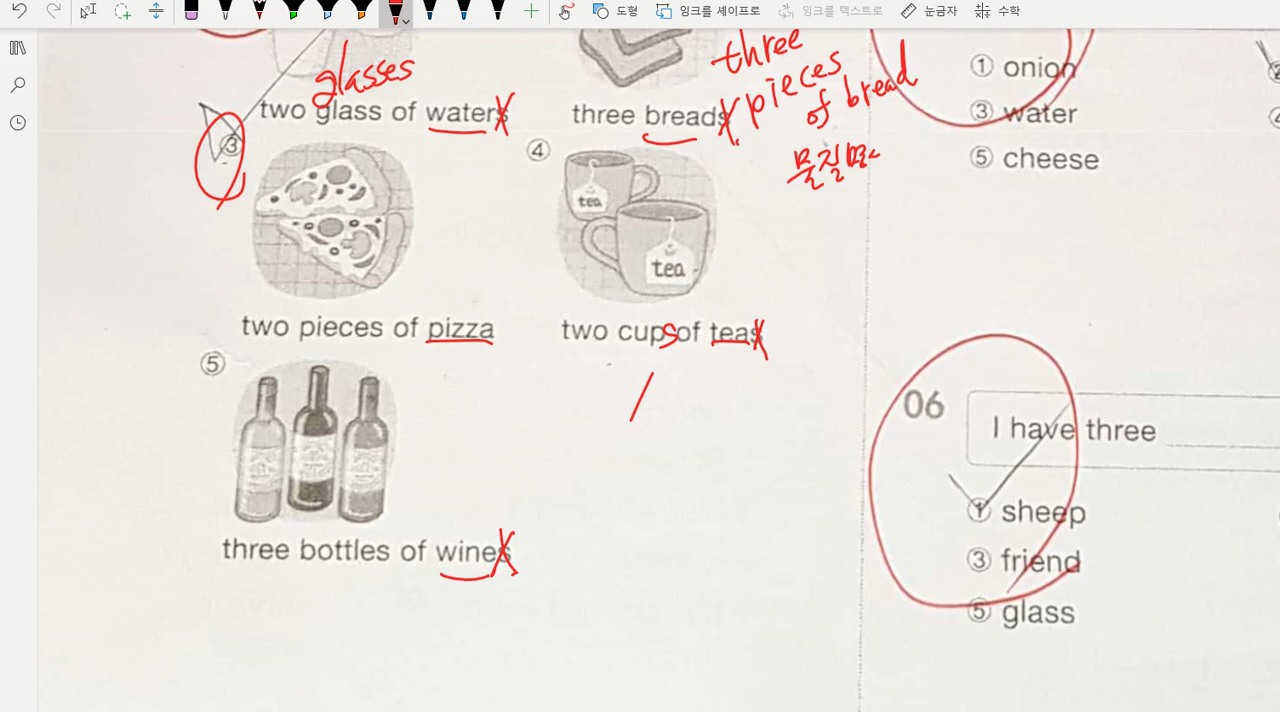 도형
잉크를 셰이프로
잉크를 텍스트로
눈금자
수학
glasses
two glass of waters
three
pieces
of bread
three breads
물질명사
③
④
tea
tea
two pieces of pizza
two cups of teas
⑤
three bottles of wines
① onion
③ water
⑤ cheese
06
I have three
① sheep
③ friend
⑤ glass